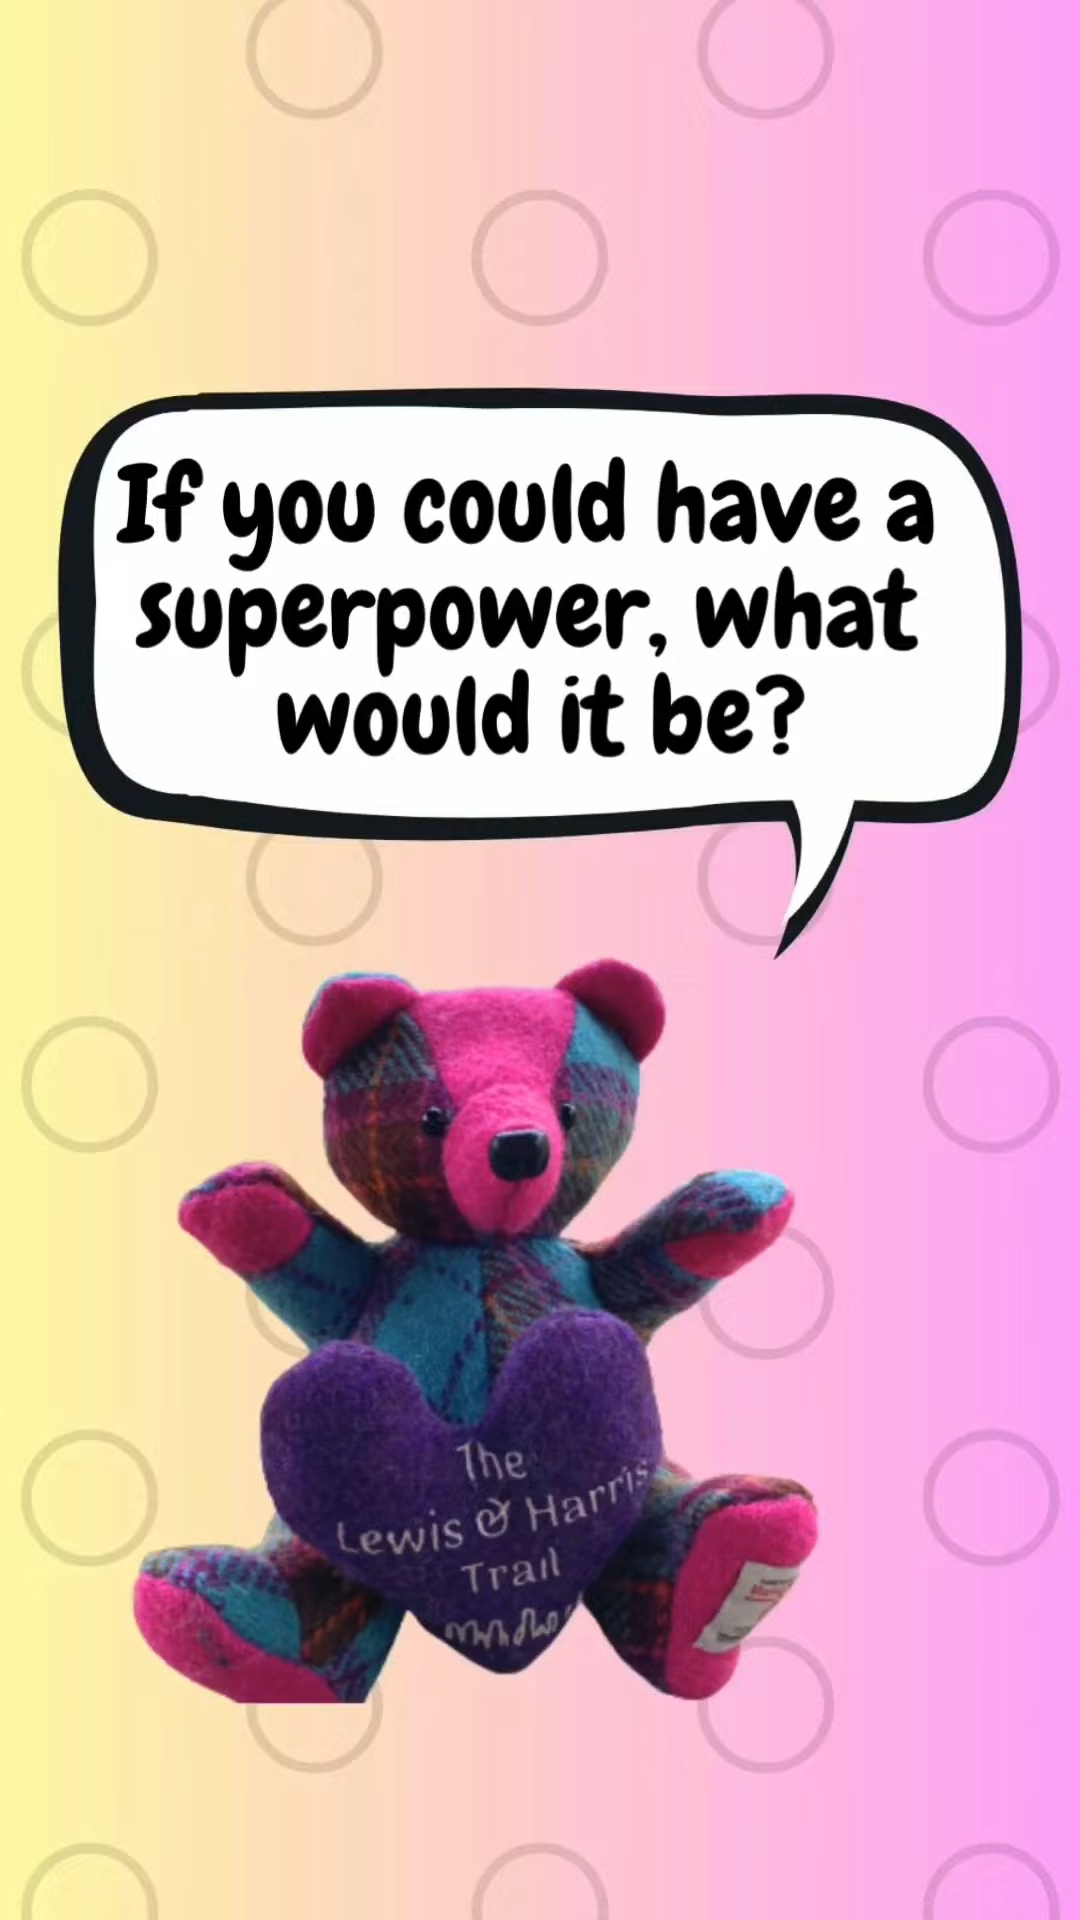 If you could have a
superpower, what
would it be?
The
Lewis & Harris
Trail